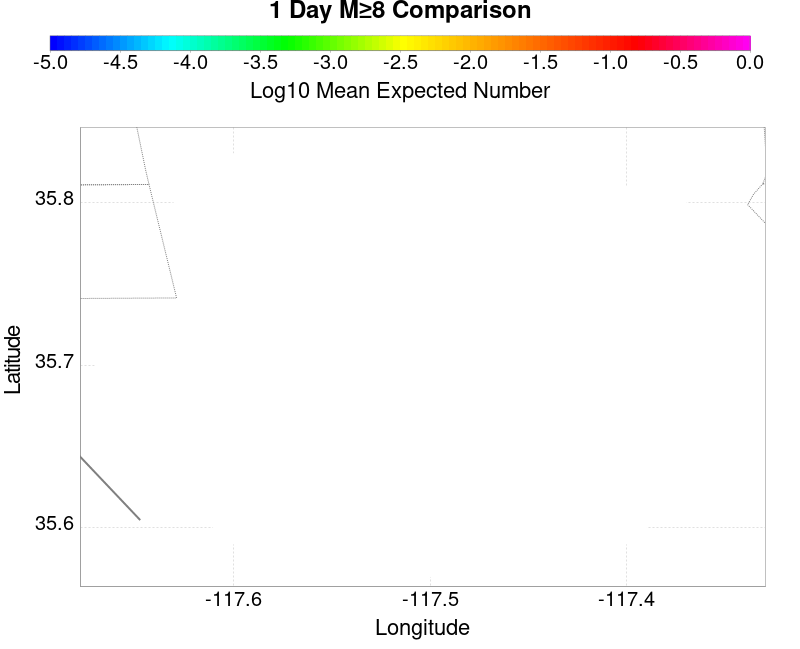 1 Day M≥8 Comparison
-5.0 -4.5 -4.0 -3.5 -3.0 -2.5 -2.0 -1.5 -1.0 -0.5 0.0
Log10 Mean Expected Number
35.8
35.7
35.6
Latitude
-117.6 -117.5 -117.4
Longitude